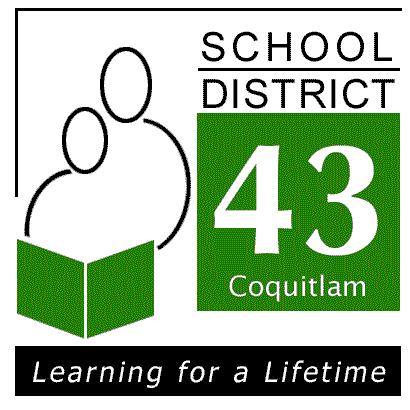 SCHOOL
DISTRICT
43
Coquitlam
Learning for a Lifetime